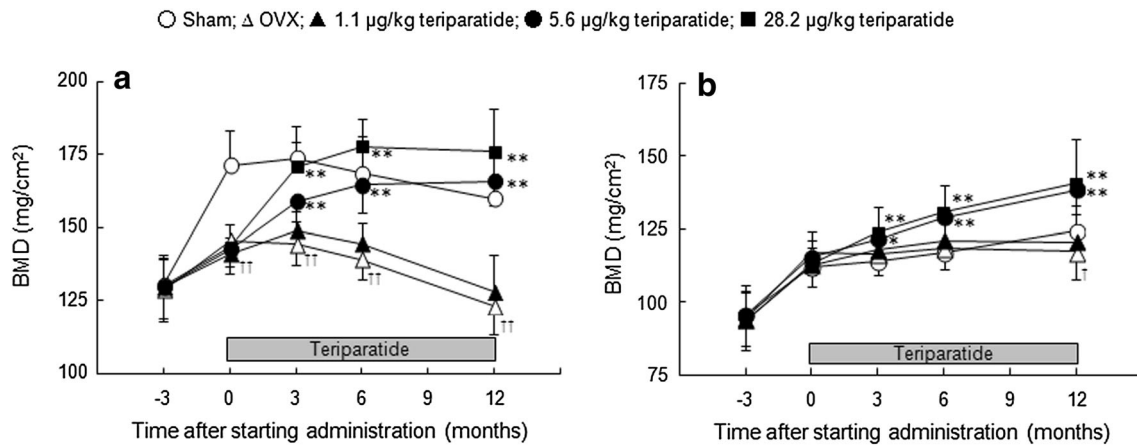 ○ Sham; Δ OVX; ▲ 1.1 µg/kg teriparatide; ● 5.6 µg/kg teriparatide; ■ 28.2 µg/kg teriparatide
a
BMD (mg/cm²)
200
175
150
125
100
**
**
**
**
**
**
††
††
††
††
Teriparatide
-3 0 3 6 9 12
Time after starting administration (months)
b
BMD (mg/cm²)
175
150
125
100
75
**
*
**
**
**
**
†
Teriparatide
-3 0 3 6 9 12
Time after starting administration (months)